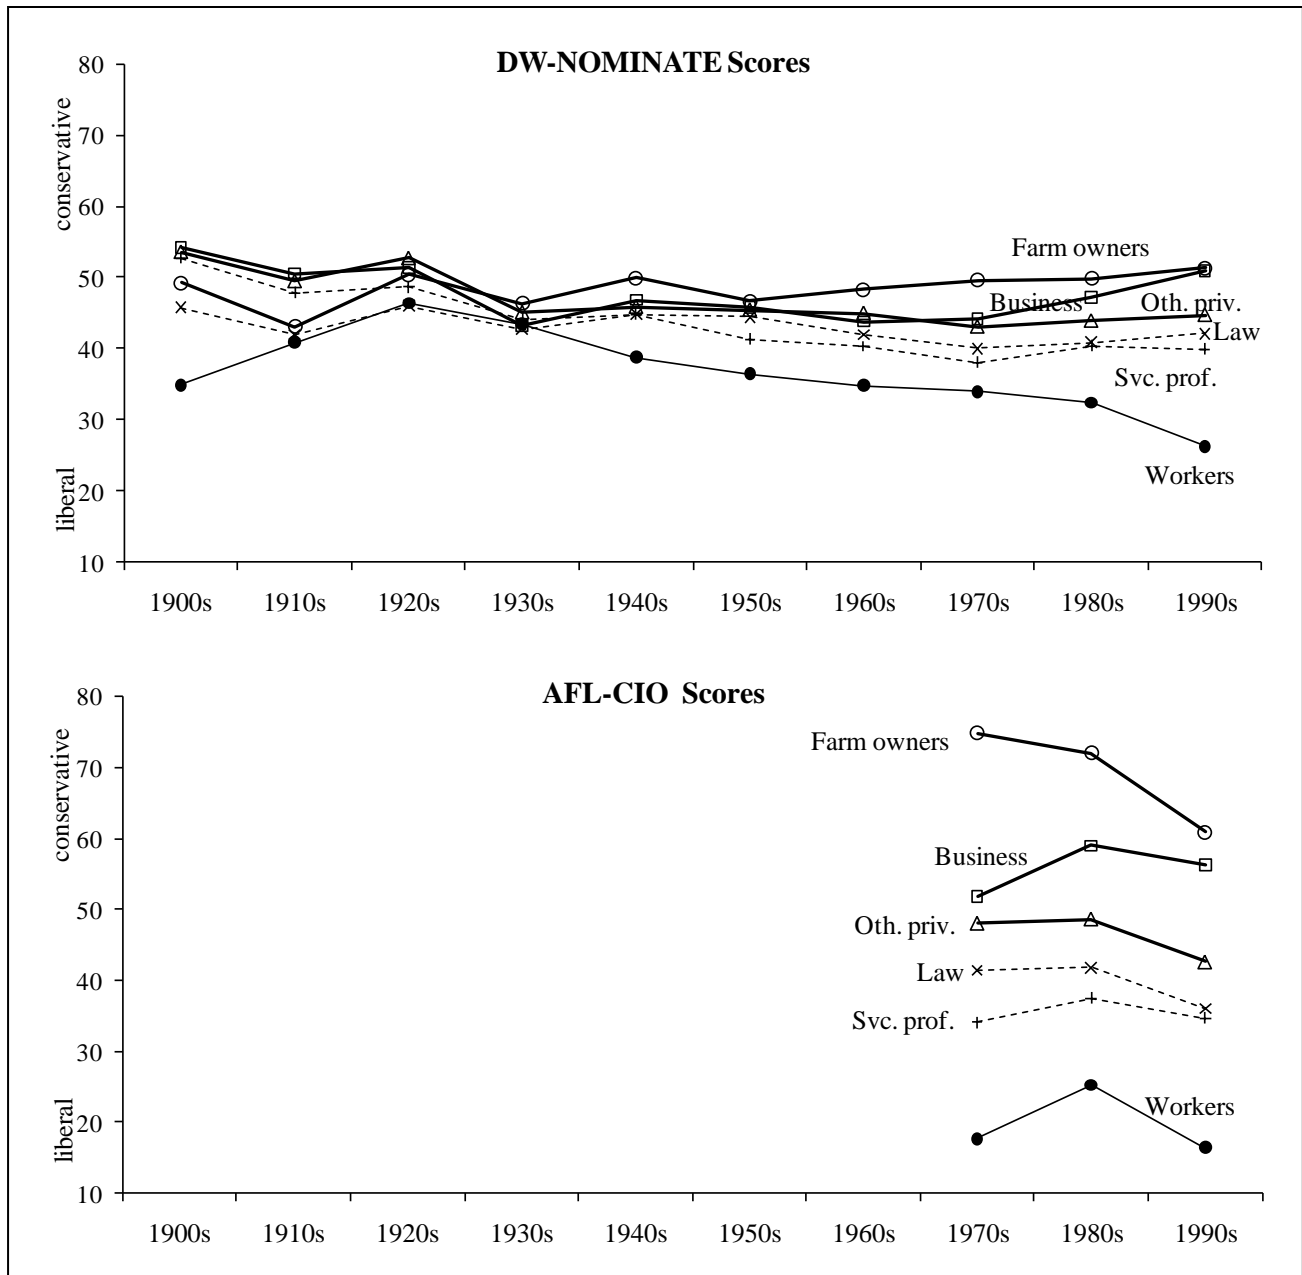 DW-NOMINATE Scores
80
70
60
50
40
30
20
10
conservative
liberal
Farm owners
Business
Oth. priv.
Law
Svc. prof.
Workers
1900s 1910s 1920s 1930s 1940s 1950s 1960s 1970s 1980s 1990s
AFL-CIO Scores
80
70
60
50
40
30
20
10
conservative
liberal
Farm owners
Business
Oth. priv.
Law
Svc. prof.
Workers
1900s 1910s 1920s 1930s 1940s 1950s 1960s 1970s 1980s 1990s